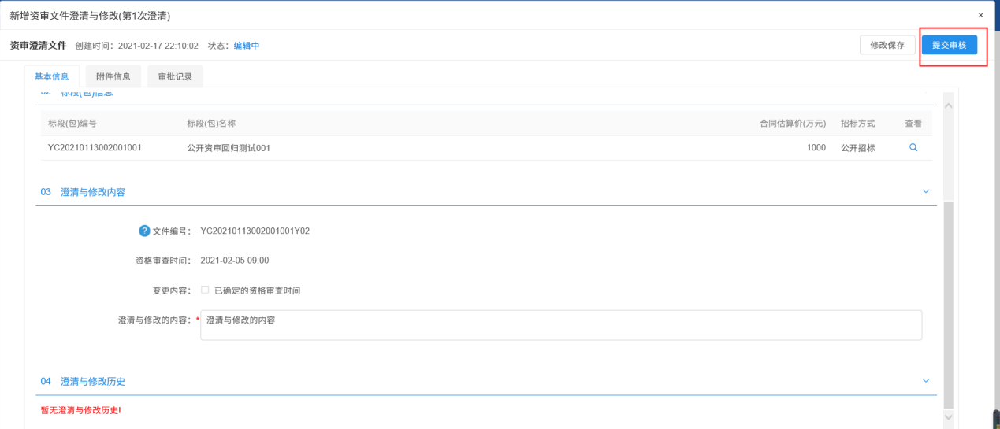 新增资审文件澄清与修改(第1次澄清) ×
资审澄清文件 创建时间：2021-02-17 22:10:02 状态：编辑中 修改保存 提交审核
基本信息 附件信息 审批记录
02 标段(包)信息
标段(包)编号 标段(包)名称 合同估算价(万元) 招标方式 查看
YC20210113002001001 公开资审回归测试001 1000 公开招标
03 澄清与修改内容
? 文件编号： YC20210113002001001Y02
资格审查时间： 2021-02-05 09:00
变更内容： 已确定的资格审查时间
澄清与修改的内容：* 澄清与修改的内容
04 澄清与修改历史
暂无澄清与修改历史!